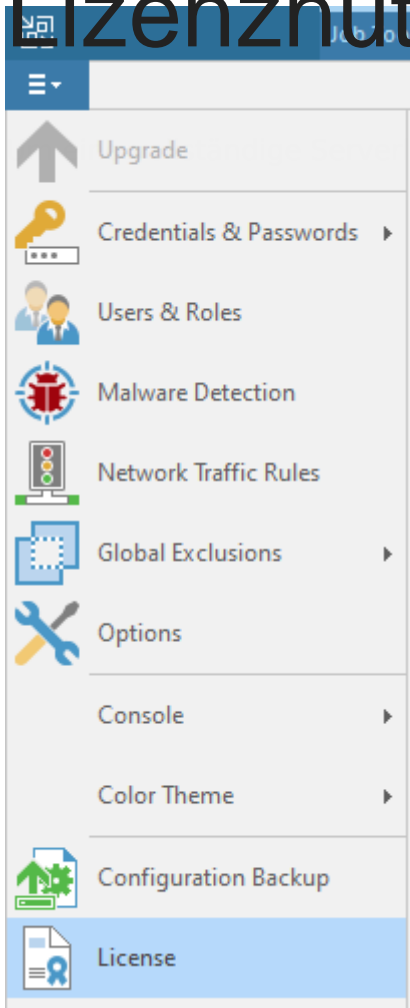 Lizenznut
Upgrade
Credentials & Passwords
Users & Roles
Malware Detection
Network Traffic Rules
Global Exclusions
Options
Console
Color Theme
Configuration Backup
License